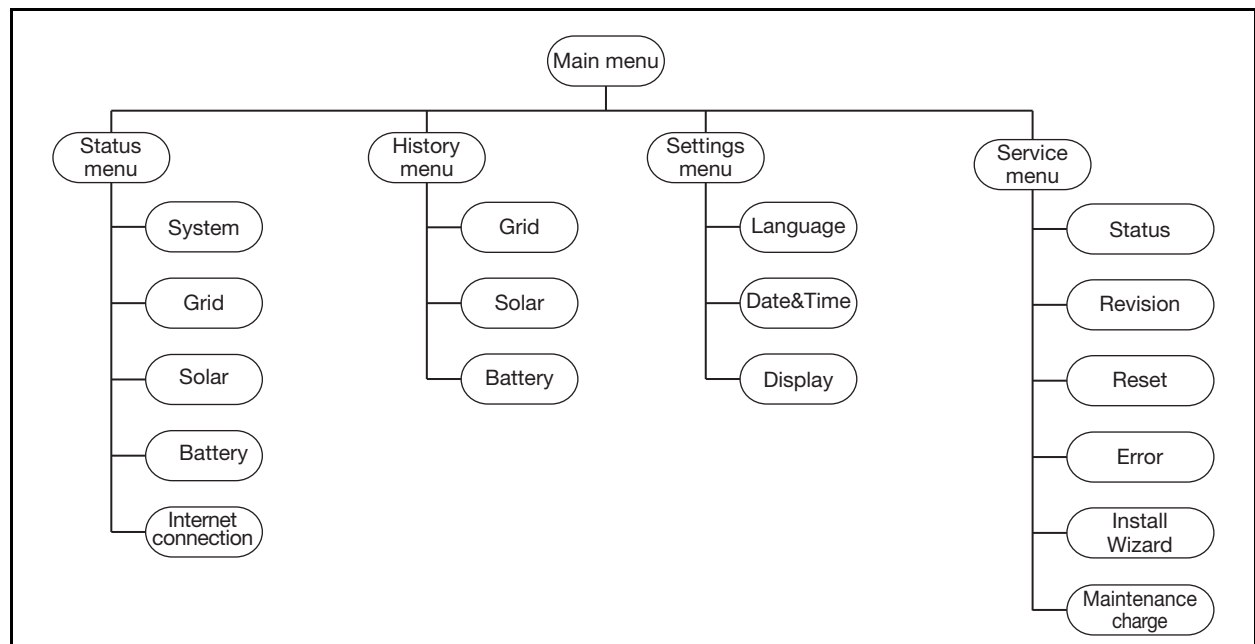 Main menu
Status
menu
System
Grid
Solar
Battery
Internet
connection
History
menu
Grid
Solar
Battery
Settings
menu
Language
Date&Time
Display
Service
menu
Status
Revision
Reset
Error
Install
Wizard
Maintenance
charge